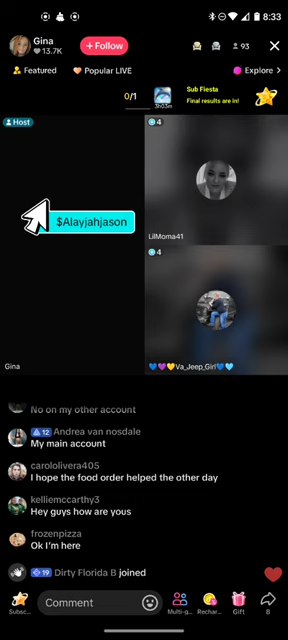 8:33
Gina
13.7K
+ Follow
93
Featured
Popular LIVE
Explore >
0/1
3h03m
Sub Fiesta
Final results are in!
Host
4
$Alayjahjason
LilMoma41
4
Gina
Va_Jeep_Girl
No on my other account
12 Andrea van nosdale
My main account
carololivera405
I hope the food order helped the other day
kelliemccarthy3
Hey guys how are yous
frozenpizza
Ok I'm here
19 Dirty Florida B joined
Subsc...
Comment
Multi-g...
Rechar...
Gift
8